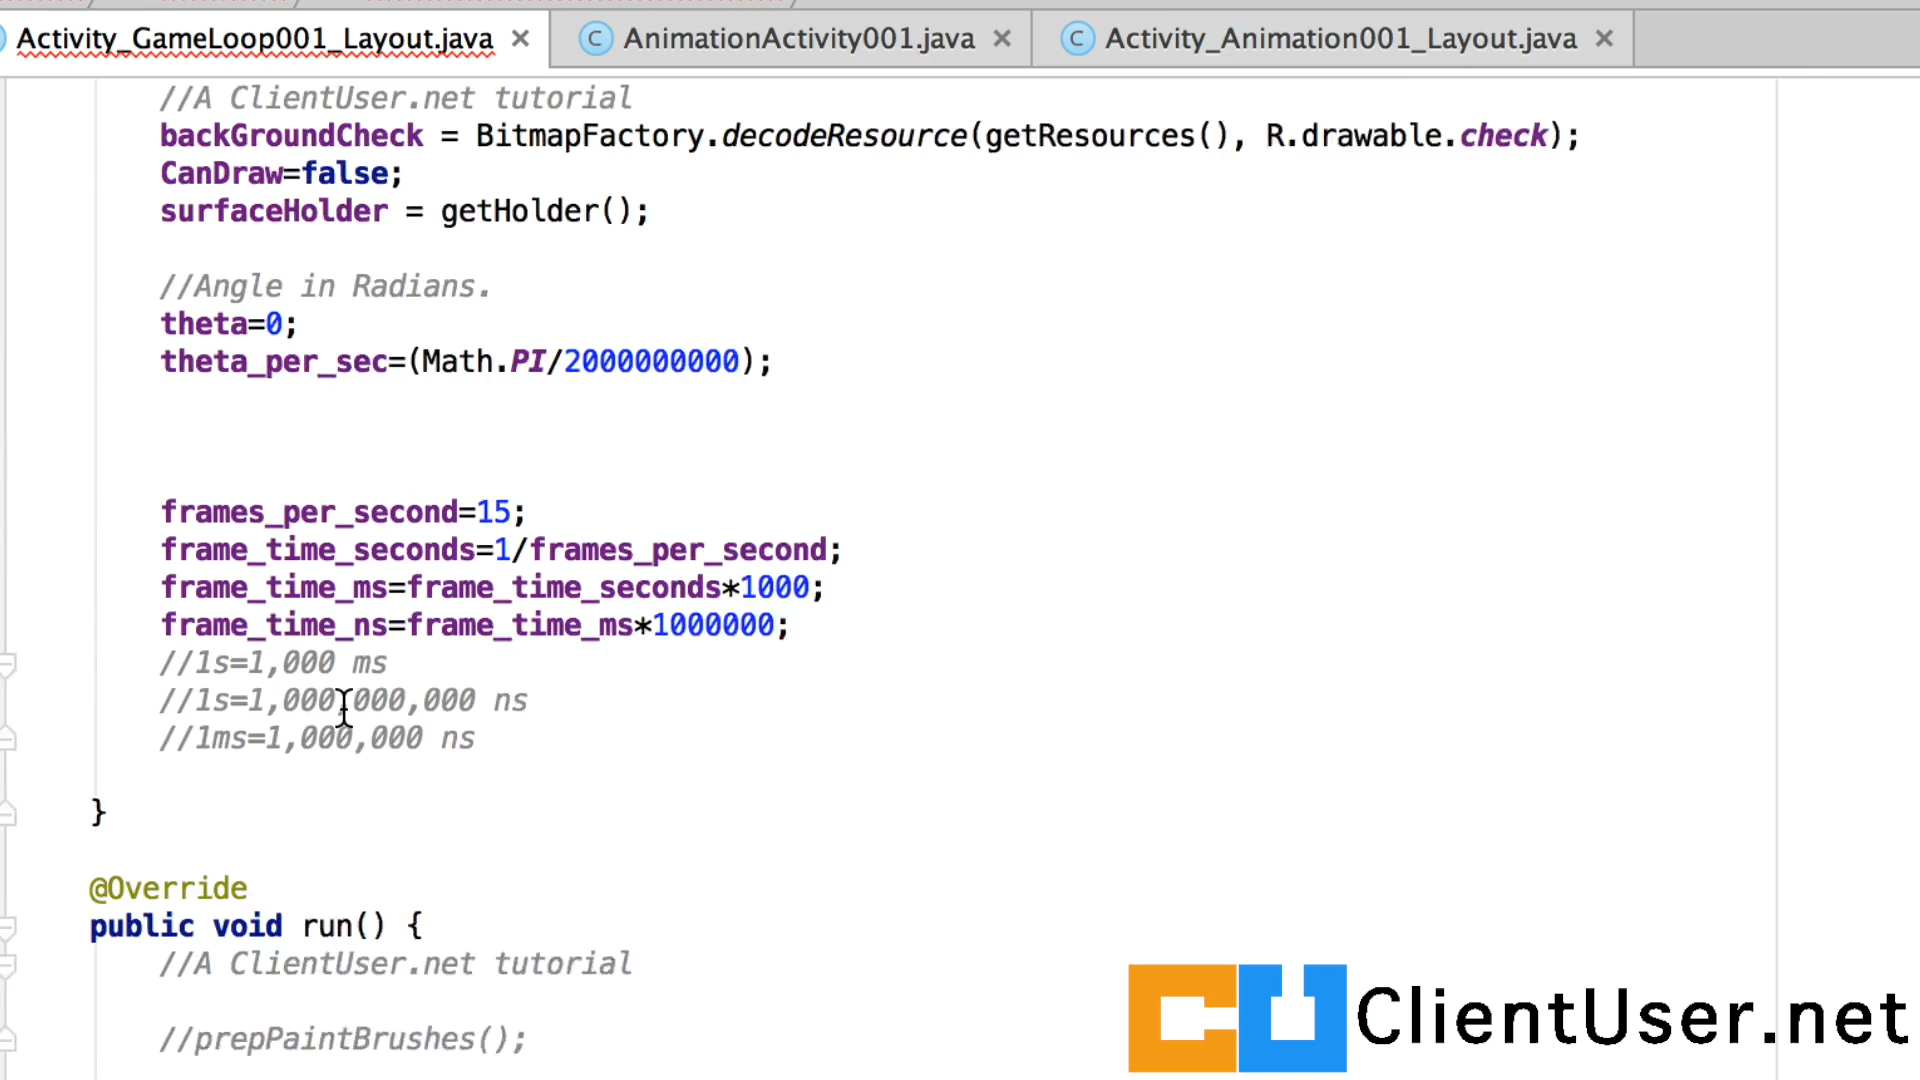 Activity_GameLoop001_Layout.java × C AnimationActivity001.java × C Activity_Animation001_Layout.java ×
//A ClientUser.net tutorial
backGroundCheck = BitmapFactory.decodeResource(getResources(), R.drawable.check);
CanDraw=false;
surfaceHolder = getHolder();
//Angle in Radians.
theta=0;
theta_per_sec=(Math.PI/2000000000);
frames_per_second=15;
frame_time_seconds=1/frames_per_second;
frame_time_ms=frame_time_seconds*1000;
frame_time_ns=frame_time_ms*1000000;
//1s=1,000 ms
//1s=1,000,000,000 ns
//1ms=1,000,000 ns
}
@Override
public void run() {
//A ClientUser.net tutorial
//prepPaintBrushes();
ClientUser.net